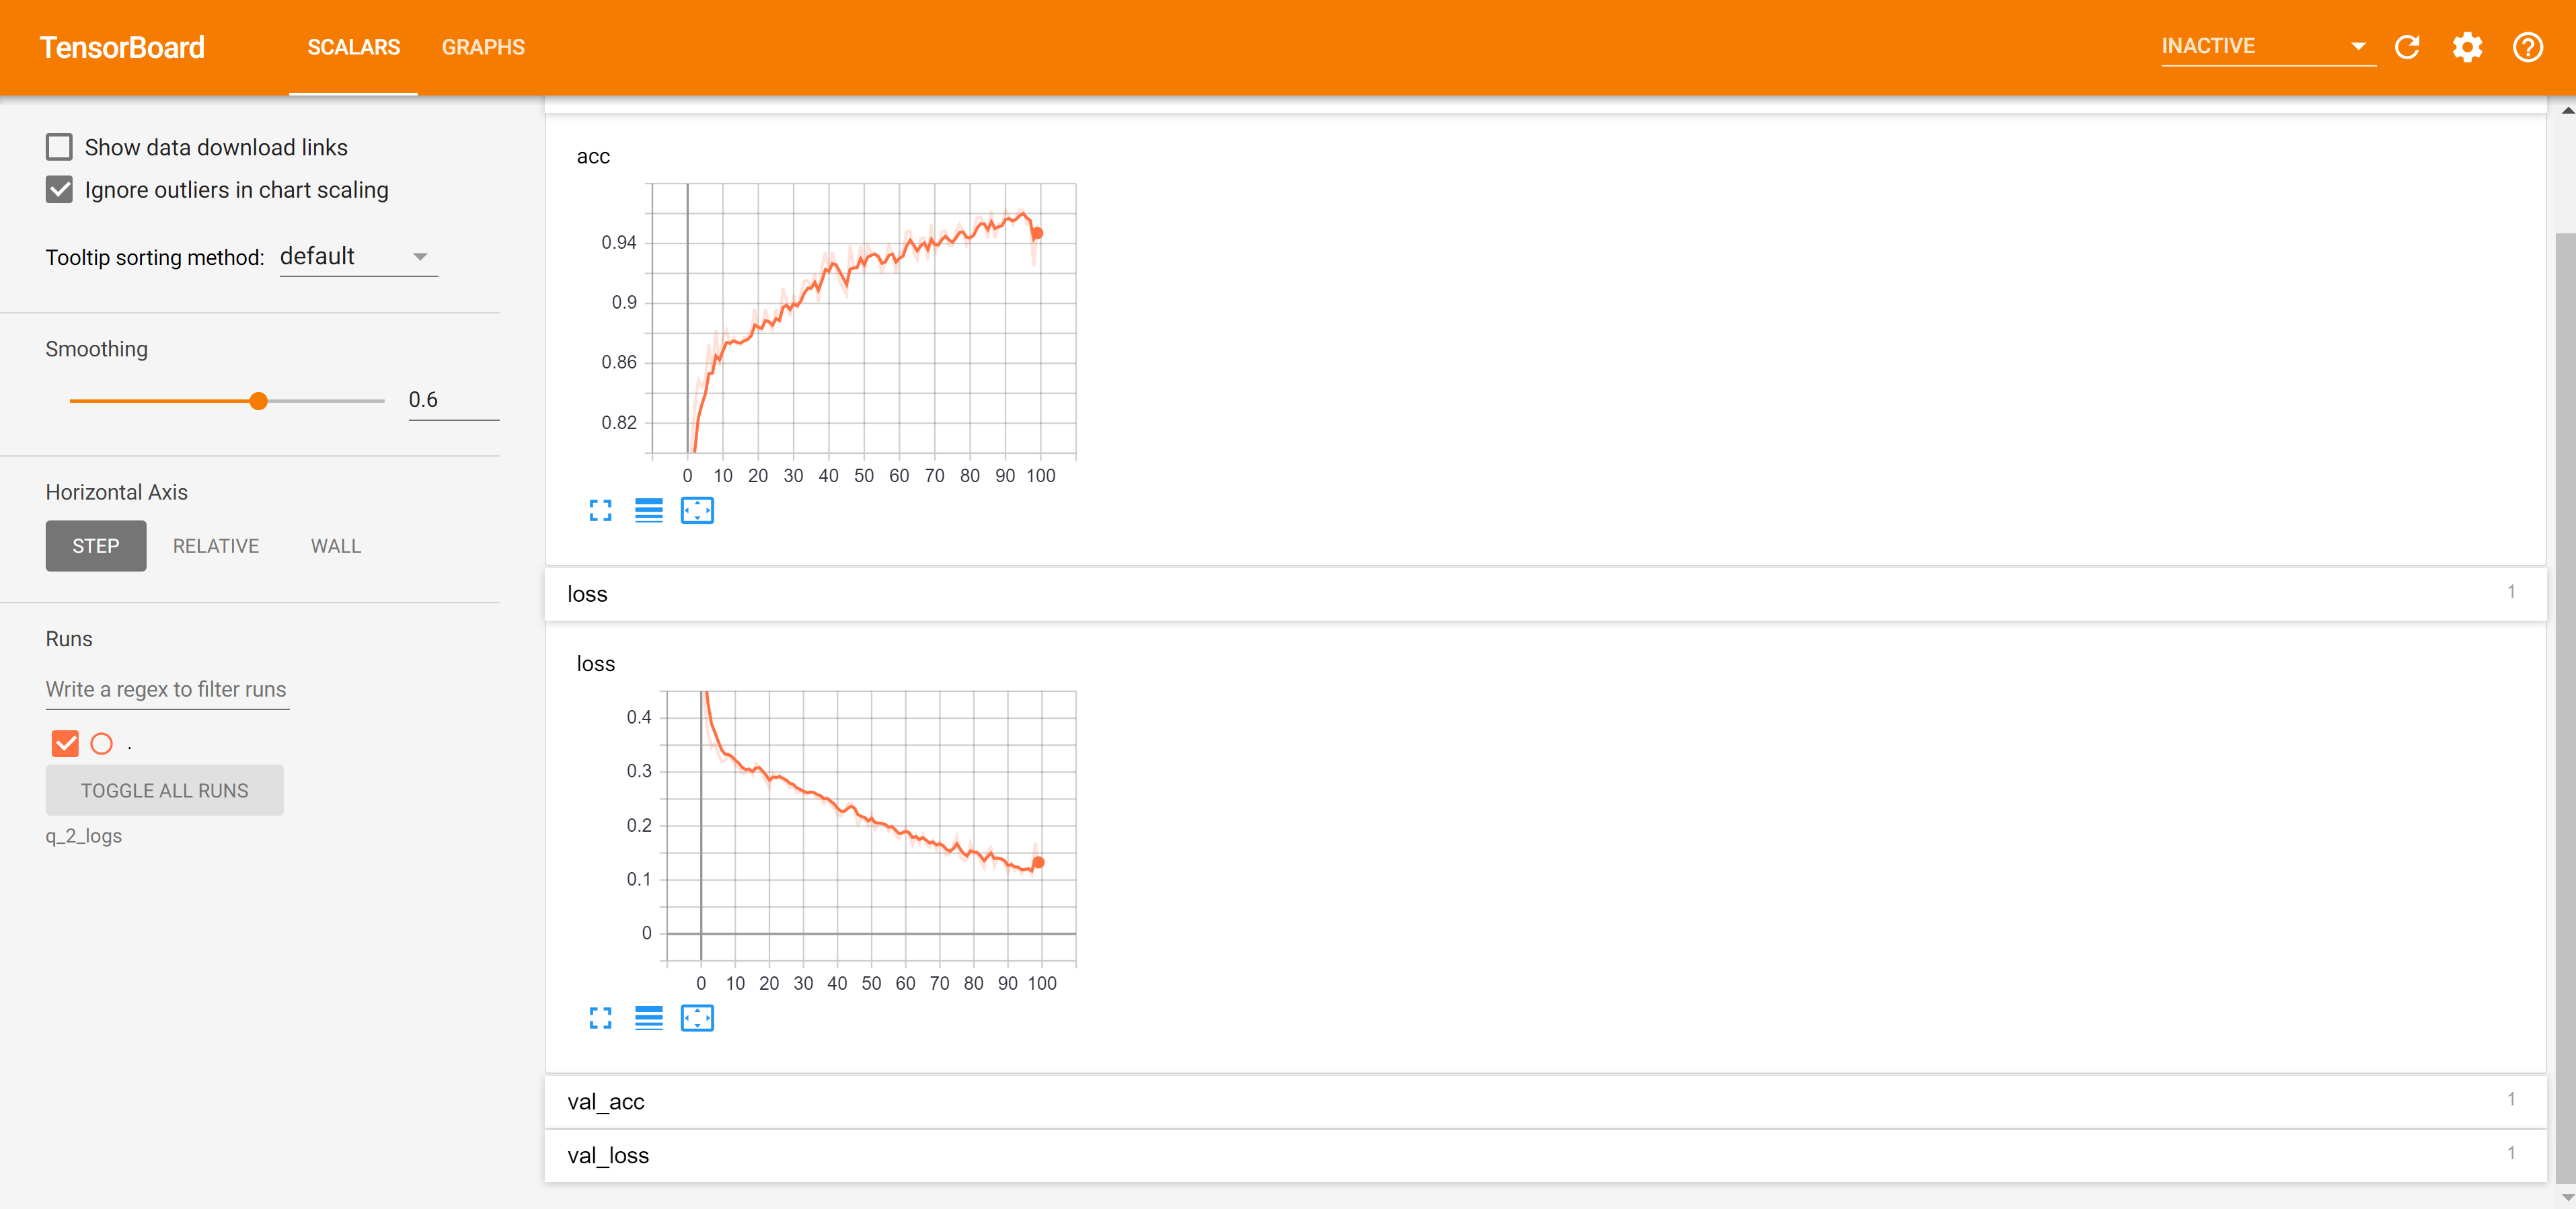 TensorBoard
SCALARS
GRAPHS
INACTIVE
Show data download links
Ignore outliers in chart scaling
Tooltip sorting method: default
Smoothing
0.6
Horizontal Axis
STEP
RELATIVE
WALL
Runs
Write a regex to filter runs
.
TOGGLE ALL RUNS
q_2_logs
acc
0.94
0.9
0.86
0.82
0 10 20 30 40 50 60 70 80 90 100
loss
1
loss
0.4
0.3
0.2
0.1
0
0 10 20 30 40 50 60 70 80 90 100
val_acc
1
val_loss
1